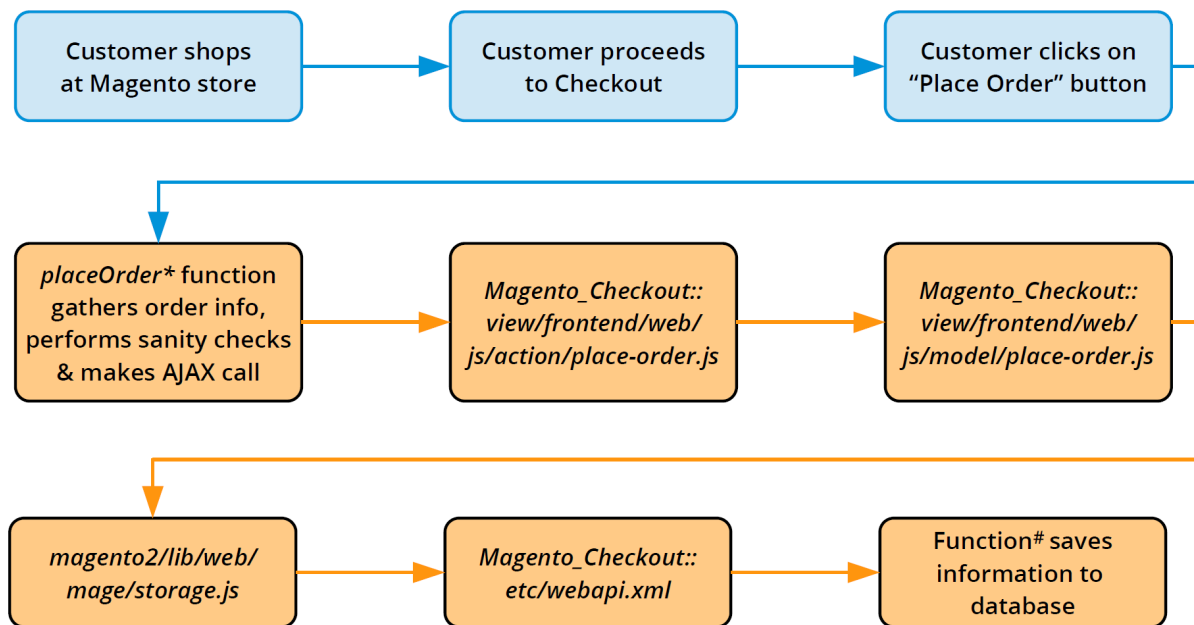 Customer shops
at Magento store
Customer proceeds
to Checkout
Customer clicks on
“Place Order” button
placeOrder* function
gathers order info,
performs sanity checks
& makes AJAX call
Magento_Checkout::
view/frontend/web/
js/action/place-order.js
Magento_Checkout::
view/frontend/web/
js/model/place-order.js
magento2/lib/web/
mage/storage.js
Magento_Checkout::
etc/webapi.xml
Function# saves
information to
database